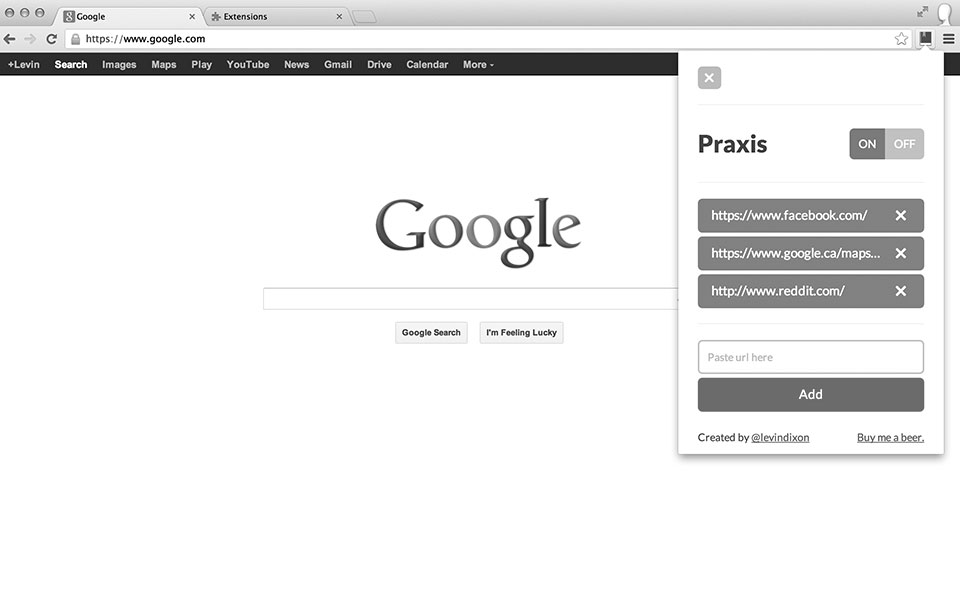 Google
Extensions
https://www.google.com
+Levin Search Images Maps Play YouTube News Gmail Drive Calendar More
Praxis
ON OFF
https://www.facebook.com/
https://www.google.ca/maps...
http://www.reddit.com/
Google
Google Search I'm Feeling Lucky
Paste url here
Add
Created by @levindixon Buy me a beer.